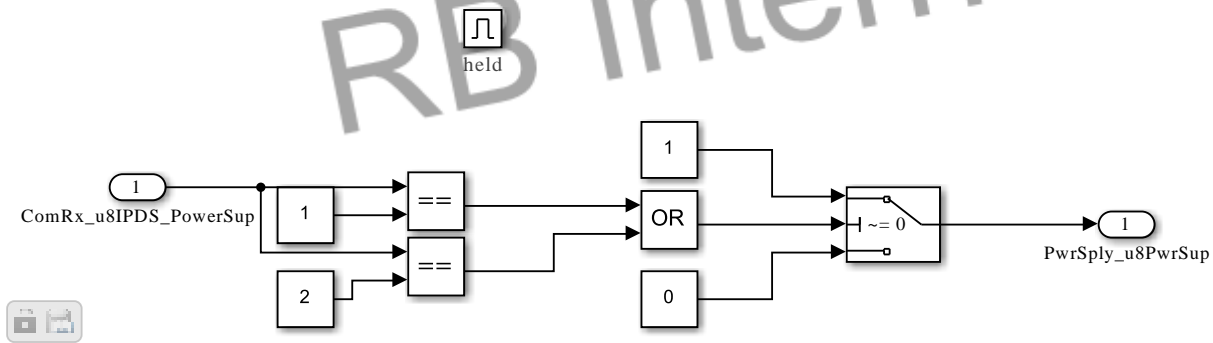 RB Intern
held
1
1
ComRx_u8IPDS_PowerSup
1
==
OR
~= 0
1
PwrSply_u8PwrSup
==
2
0